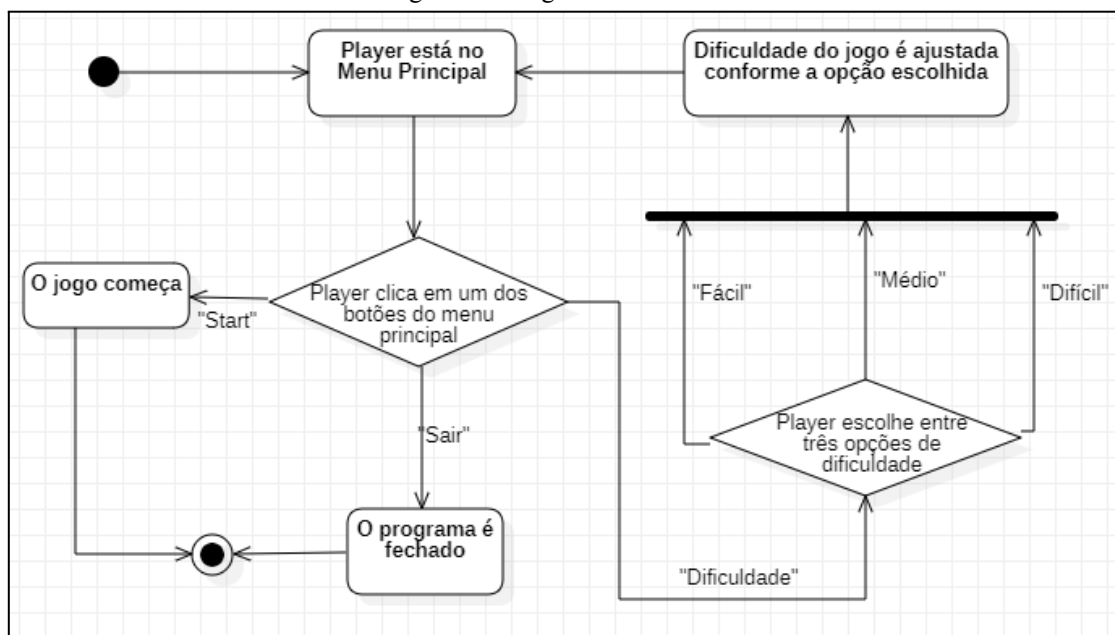 Player está no
Menu Principal
Dificuldade do jogo é ajustada
conforme a opção escolhida
O jogo começa
"Start"
Player clica em um dos
botões do menu
principal
"Fácil"
"Médio"
"Difícil"
"Sair"
Player escolhe entre
três opções de
dificuldade
O programa é
fechado
"Dificuldade"